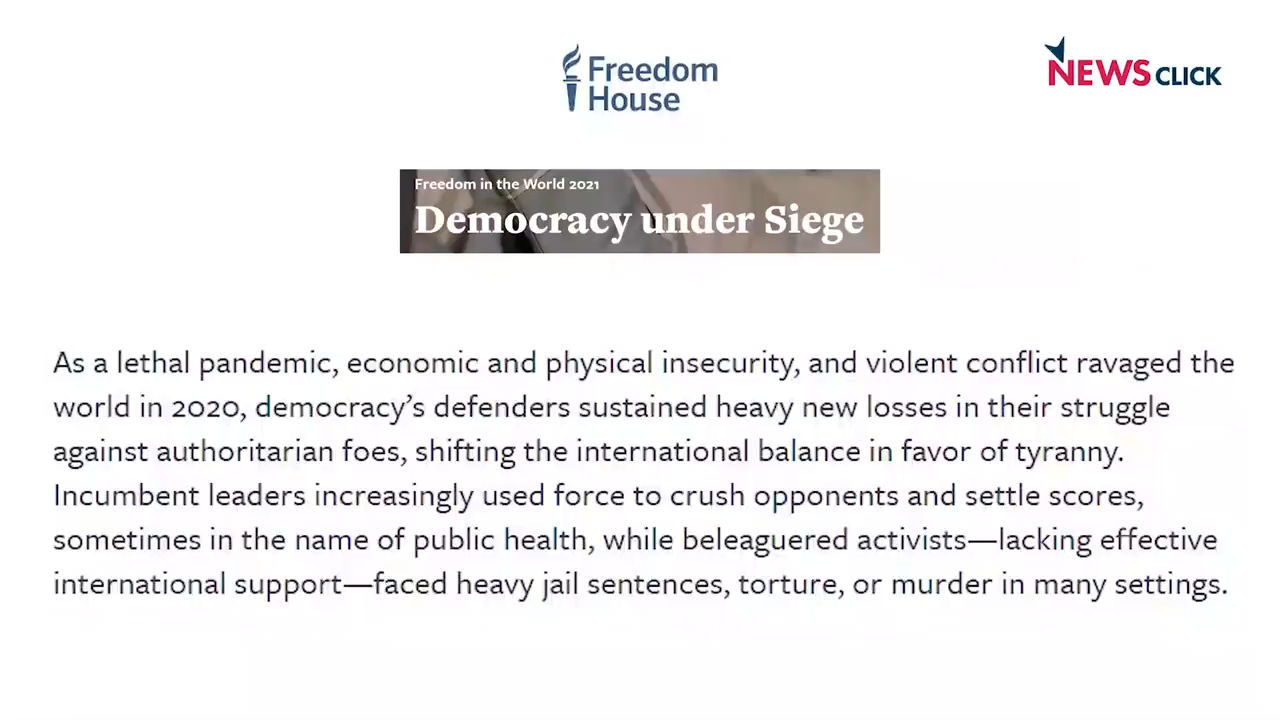 Freedom
House
NEWSCLICK
Freedom in the World 2021
Democracy under Siege
As a lethal pandemic, economic and physical insecurity, and violent conflict ravaged the
world in 2020, democracy’s defenders sustained heavy new losses in their struggle
against authoritarian foes, shifting the international balance in favor of tyranny.
Incumbent leaders increasingly used force to crush opponents and settle scores,
sometimes in the name of public health, while beleaguered activists—lacking effective
international support—faced heavy jail sentences, torture, or murder in many settings.